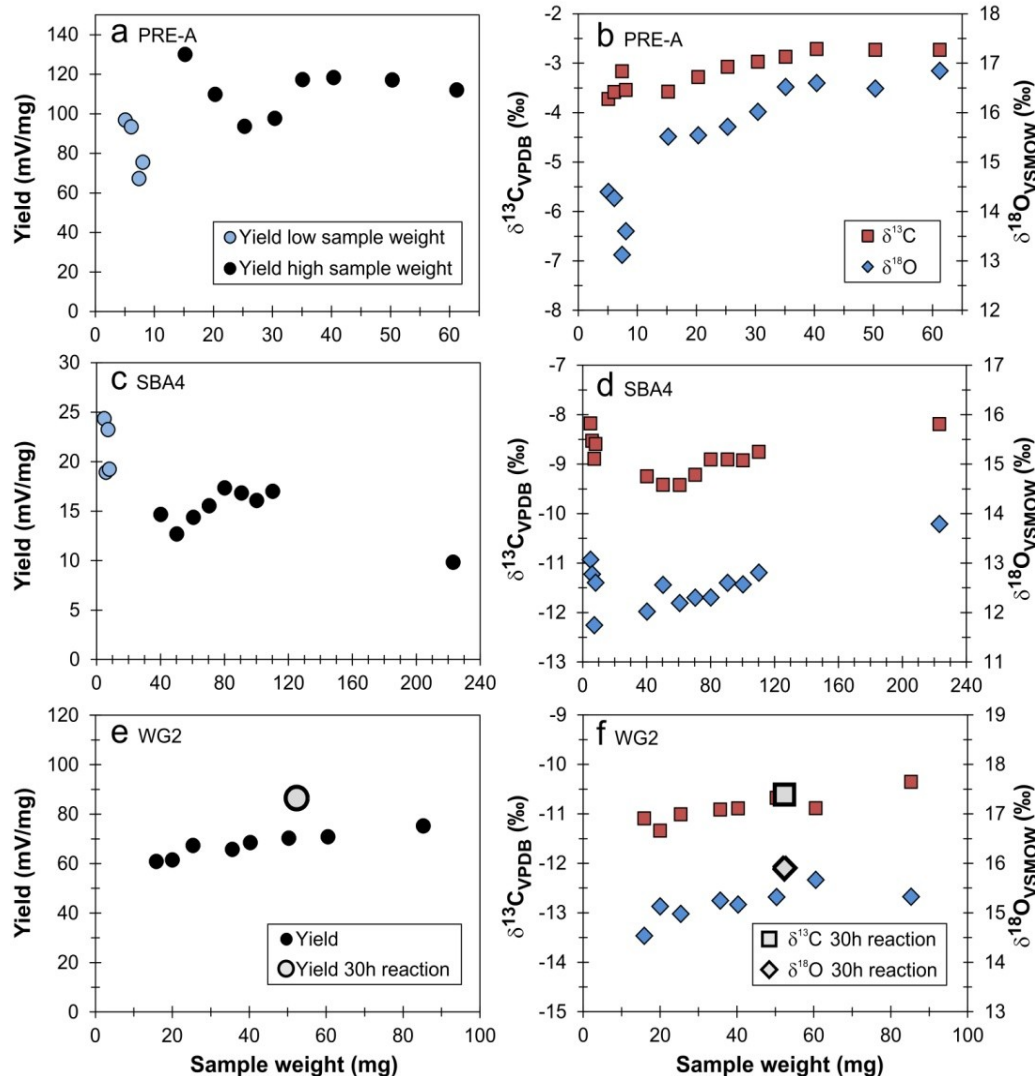 a PRE-A
Yield (mV/mg)
140
120
100
80
60
40
20
0
0 10 20 30 40 50 60
Yield low sample weight
Yield high sample weight
b PRE-A
δ13CVPDB (‰)
-2
-3
-4
-5
-6
-7
-8
18
17
16
15
14
13
12
δ18OVSMOW (‰)
0 10 20 30 40 50 60
δ13C
δ18O
c SBA4
Yield (mV/mg)
30
25
20
15
10
5
0
0 40 80 120 160 200 240
d SBA4
δ13CVPDB (‰)
-7
-8
-9
-10
-11
-12
-13
17
16
15
14
13
12
11
δ18OVSMOW (‰)
0 40 80 120 160 200 240
e WG2
Yield (mV/mg)
120
100
80
60
40
20
0
0 20 40 60 80 100
Yield
Yield 30h reaction
Sample weight (mg)
f WG2
δ13CVPDB (‰)
-9
-10
-11
-12
-13
-14
-15
19
18
17
16
15
14
13
δ18OVSMOW (‰)
0 20 40 60 80 100
δ13C 30h reaction
δ18O 30h reaction
Sample weight (mg)